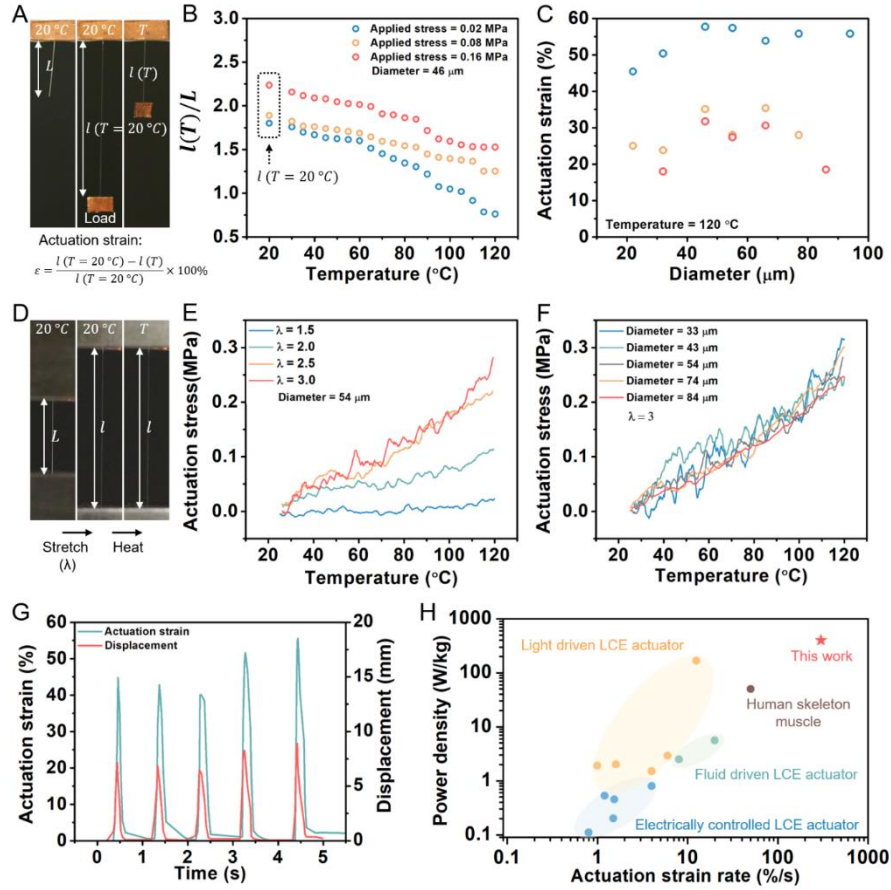 A
20 °C
20 °C
T
L
l (T)
l (T = 20 °C)
Load
Actuation strain:
ε = l (T = 20 °C) − l (T) / l (T = 20 °C) × 100%
B
Applied stress = 0.02 MPa
Applied stress = 0.08 MPa
Applied stress = 0.16 MPa
Diameter = 46 μm
l (T = 20 °C)
l(T)/L
3.0
2.5
2.0
1.5
1.0
0.5
20 40 60 80 100 120
Temperature (°C)
C
Actuation strain (%)
60
50
40
30
20
10
0
Temperature = 120 °C
20 40 60 80 100
Diameter (μm)
D
20 °C
20 °C
T
L
l
l
Stretch
(λ)
Heat
E
Actuation stress(MPa)
0.3
0.2
0.1
0.0
λ = 1.5
λ = 2.0
λ = 2.5
λ = 3.0
Diameter = 54 μm
20 40 60 80 100 120
Temperature (°C)
F
Actuation stress (MPa)
0.3
0.2
0.1
0.0
Diameter = 33 μm
Diameter = 43 μm
Diameter = 54 μm
Diameter = 74 μm
Diameter = 84 μm
λ = 3
20 40 60 80 100 120
Temperature (°C)
G
Actuation strain (%)
60
50
40
30
20
10
0
Actuation strain
Displacement
20
15
10
5
0
Displacement (mm)
0 1 2 3 4 5
Time (s)
H
Power density (W/kg)
1000
100
10
1
0.1
Light driven LCE actuator
This work
Human skeleton
muscle
Fluid driven LCE actuator
Electrically controlled LCE actuator
0.1 1 10 100 1000
Actuation strain rate (%/s)